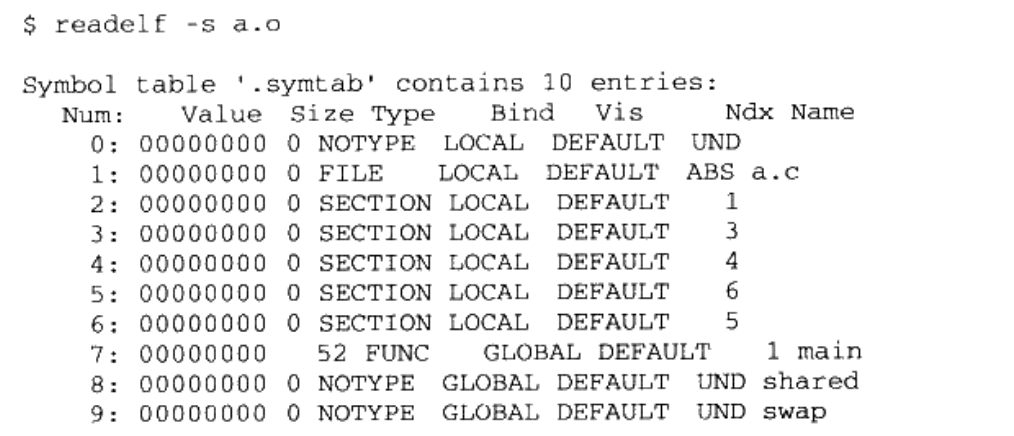 $ readelf -s a.o
Symbol table '.symtab' contains 10 entries:
Num: Value Size Type Bind Vis Ndx Name
0: 00000000 0 NOTYPE LOCAL DEFAULT UND
1: 00000000 0 FILE LOCAL DEFAULT ABS a.c
2: 00000000 0 SECTION LOCAL DEFAULT 1
3: 00000000 0 SECTION LOCAL DEFAULT 3
4: 00000000 0 SECTION LOCAL DEFAULT 4
5: 00000000 0 SECTION LOCAL DEFAULT 6
6: 00000000 0 SECTION LOCAL DEFAULT 5
7: 00000000 52 FUNC GLOBAL DEFAULT 1 main
8: 00000000 0 NOTYPE GLOBAL DEFAULT UND shared
9: 00000000 0 NOTYPE GLOBAL DEFAULT UND swap